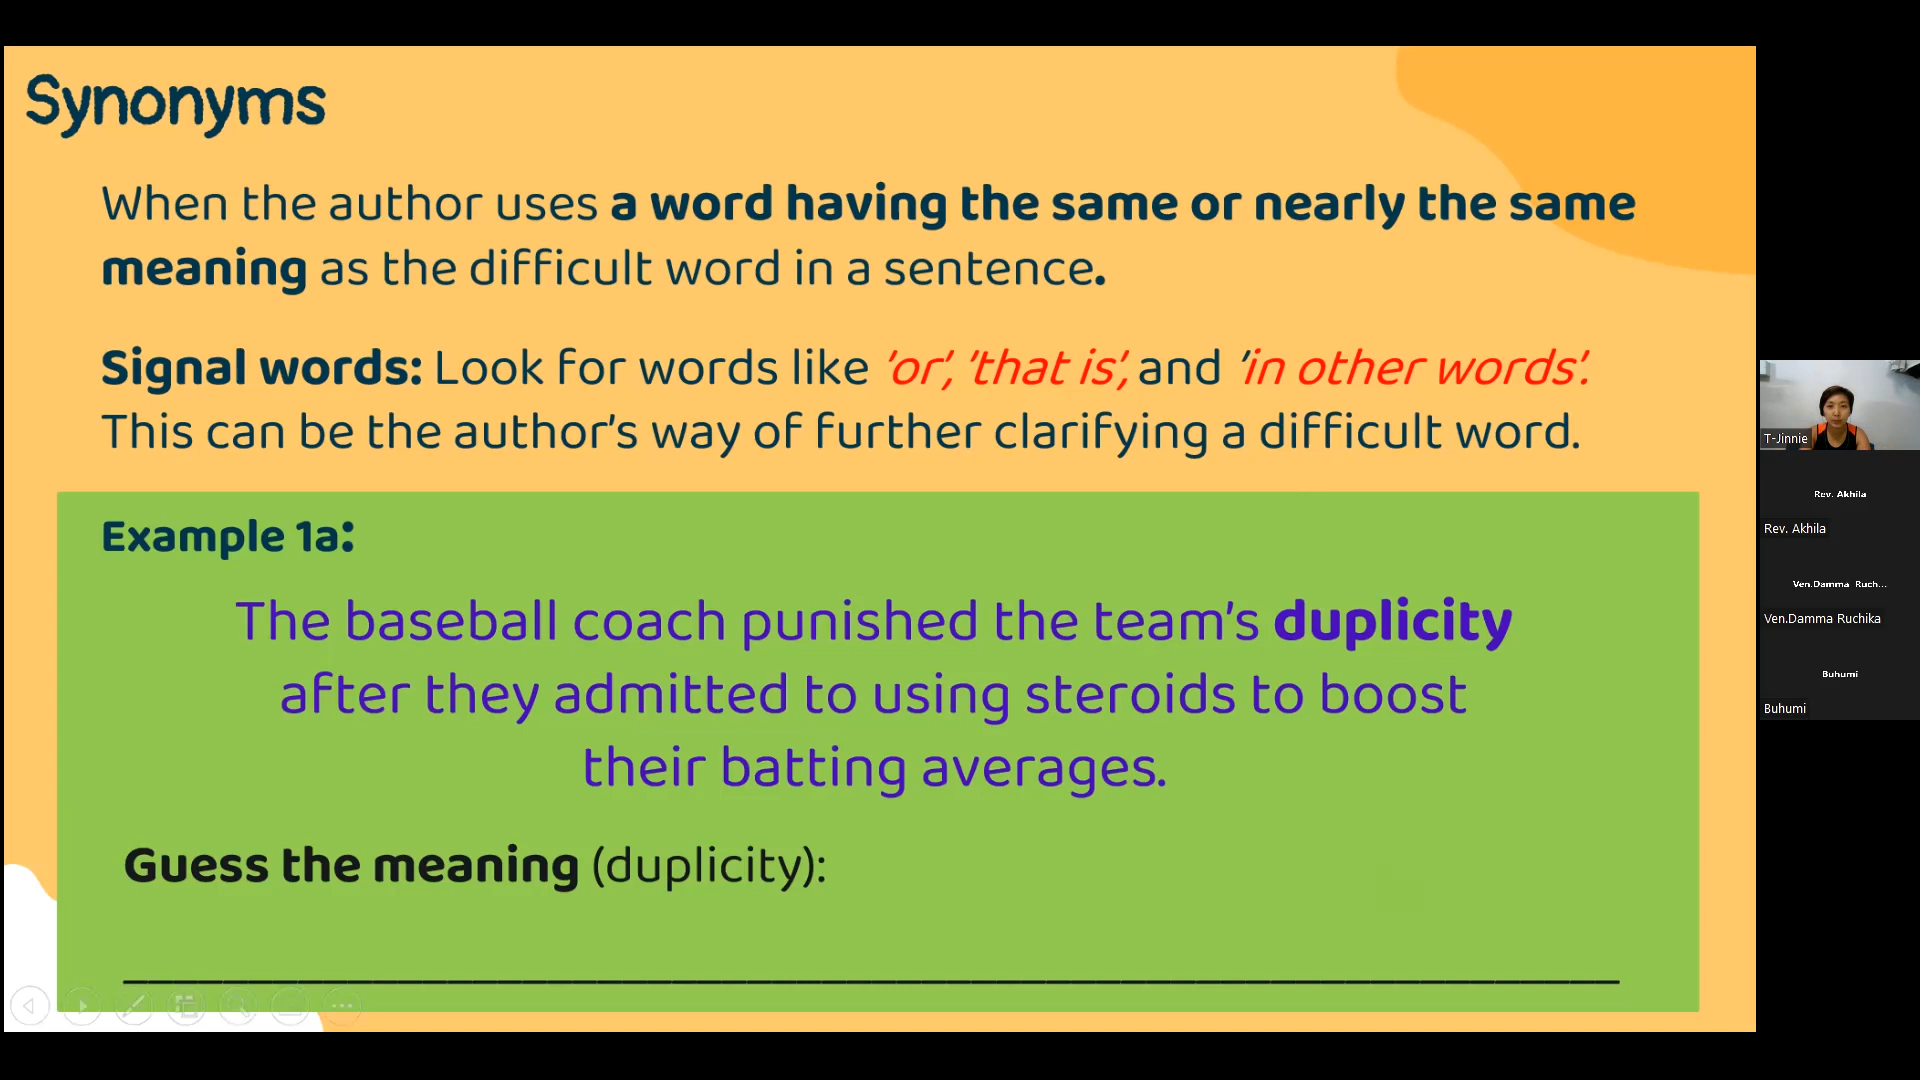 Synonyms
When the author uses a word having the same or nearly the same
meaning as the difficult word in a sentence.
Signal words: Look for words like 'or', 'that is', and 'in other words'.
This can be the author's way of further clarifying a difficult word.
Example 1a:
The baseball coach punished the team's duplicity
after they admitted to using steroids to boost
their batting averages.
Guess the meaning (duplicity):
T-Jinnie
Rev. Akhila
Rev. Akhila
Ven.Damma Ruch...
Ven.Damma Ruchika
Buhumi
Buhumi